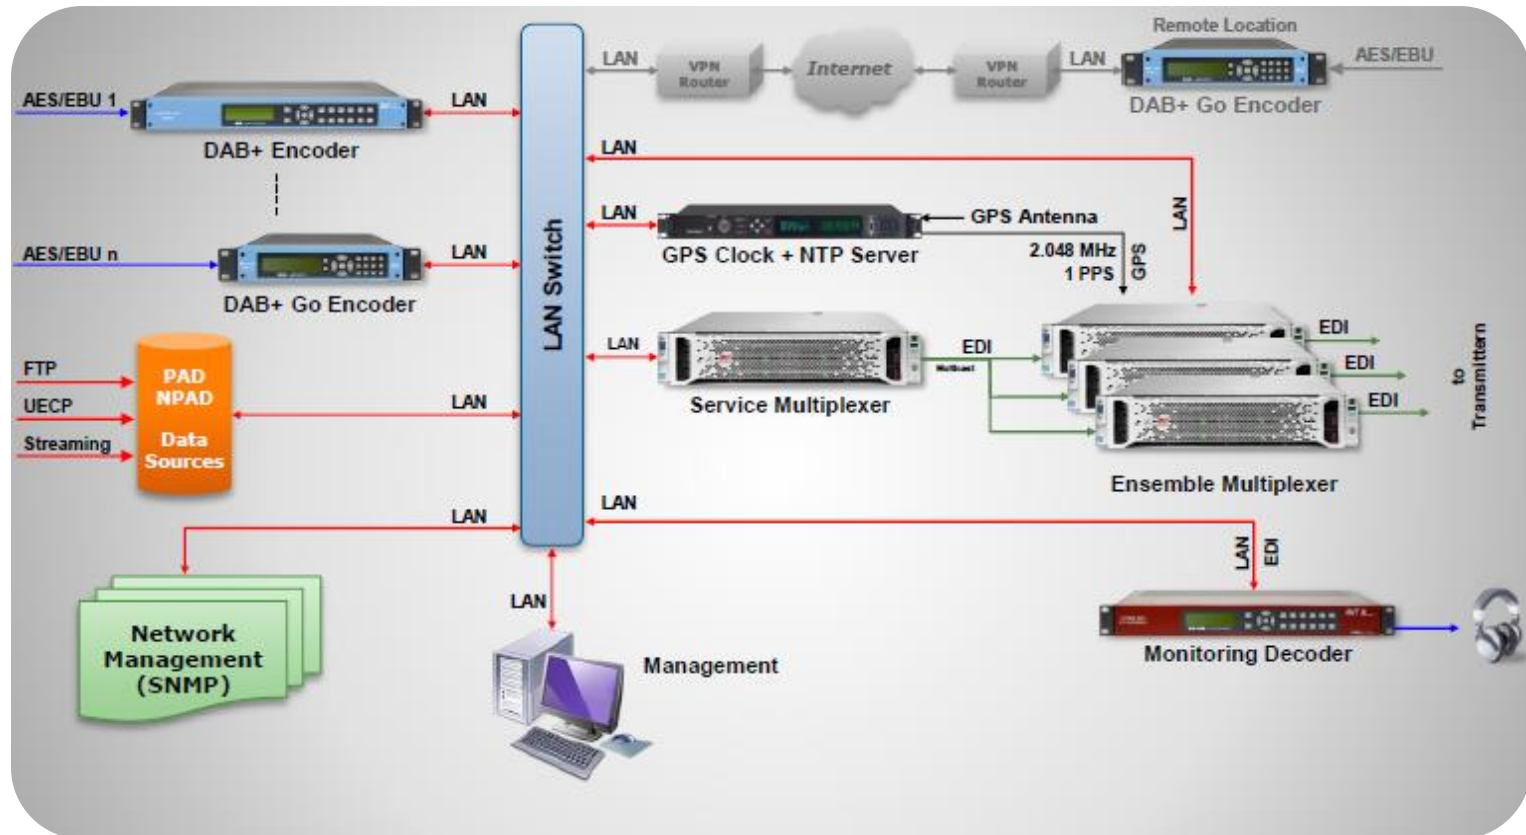 Remote Location
LAN
VPN
Router
Internet
VPN
Router
LAN
AES/EBU
DAB+ Go Encoder
AES/EBU 1
LAN
DAB+ Encoder
LAN
LAN
LAN
GPS Antenna
GPS Clock + NTP Server
2.048 MHz
1 PPS
GPS
AES/EBU n
LAN
DAB+ Go Encoder
LAN Switch
LAN
EDI
Multicast
Service Multiplexer
EDI
EDI
EDI
to
Transmittern
Ensemble Multiplexer
FTP
UECP
Streaming
PAD
NPAD
Data
Sources
LAN
LAN
LAN
LAN
EDI
Network
Management
(SNMP)
LAN
Management
Monitoring Decoder